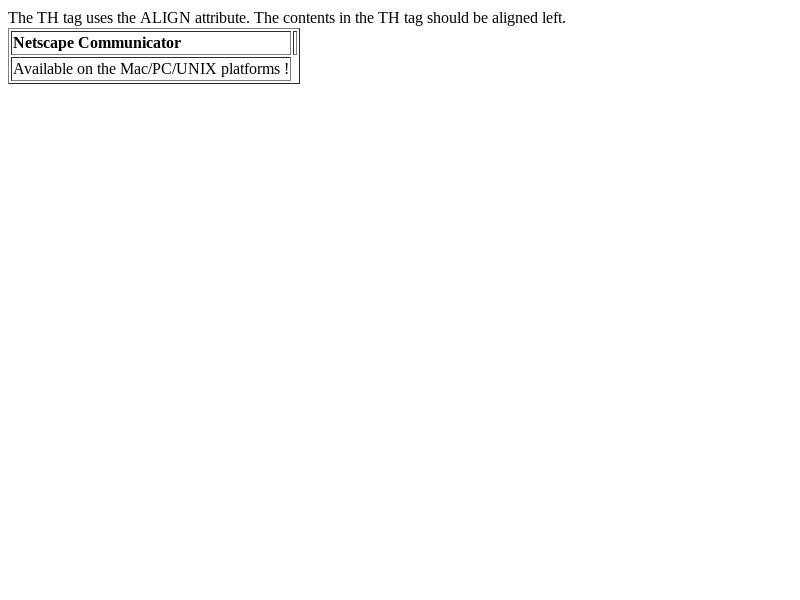 The TH tag uses the ALIGN attribute. The contents in the TH tag should be aligned left.
Netscape Communicator
Available on the Mac/PC/UNIX platforms !